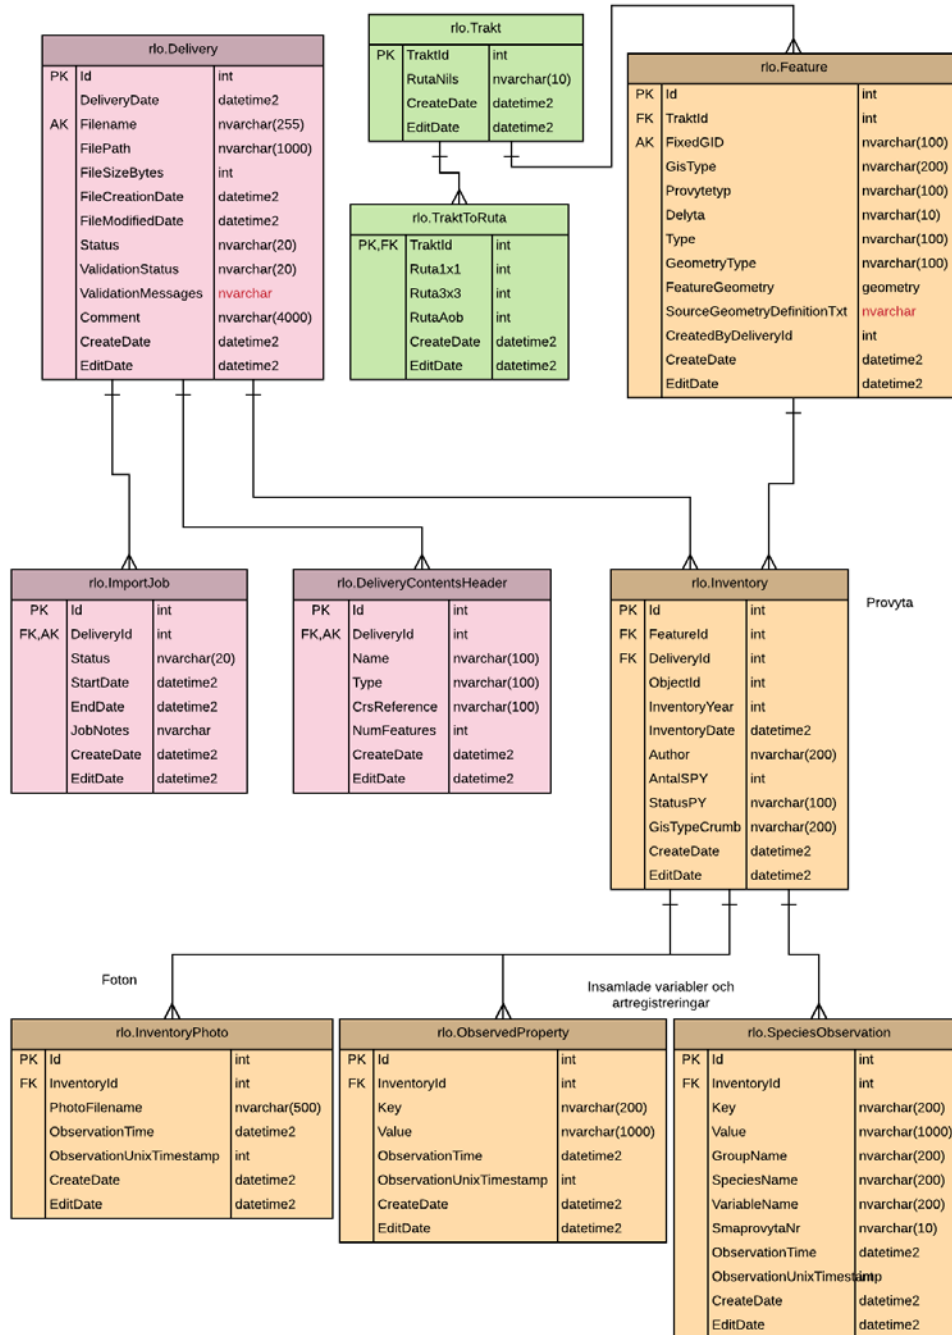 rlo.Delivery
PK Id int
DeliveryDate datetime2
AK Filename nvarchar(255)
FilePath nvarchar(1000)
FileSizeBytes int
FileCreationDate datetime2
FileModifiedDate datetime2
Status nvarchar(20)
ValidationStatus nvarchar(20)
ValidationMessages nvarchar
Comment nvarchar(4000)
CreateDate datetime2
EditDate datetime2
rlo.Trakt
PK TraktId int
RutaNils nvarchar(10)
CreateDate datetime2
EditDate datetime2
rlo.TraktToRuta
PK,FK TraktId int
Ruta1x1 int
Ruta3x3 int
RutaAob int
CreateDate datetime2
EditDate datetime2
rlo.Feature
PK Id int
FK TraktId int
AK FixedGID nvarchar(100)
GisType nvarchar(200)
Provytetyp nvarchar(100)
Delyta nvarchar(10)
Type nvarchar(100)
GeometryType nvarchar(100)
FeatureGeometry geometry
SourceGeometryDefinitionTxt nvarchar
CreatedByDeliveryId int
CreateDate datetime2
EditDate datetime2
rlo.ImportJob
PK Id int
FK,AK DeliveryId int
Status nvarchar(20)
StartDate datetime2
EndDate datetime2
JobNotes nvarchar
CreateDate datetime2
EditDate datetime2
rlo.DeliveryContentsHeader
PK Id int
FK,AK DeliveryId int
Name nvarchar(100)
Type nvarchar(100)
CrsReference nvarchar(100)
NumFeatures int
CreateDate datetime2
EditDate datetime2
rlo.Inventory
PK Id int
FK FeatureId int
FK DeliveryId int
ObjectId int
InventoryYear int
InventoryDate datetime2
Author nvarchar(200)
AntalSPY int
StatusPY nvarchar(100)
GisTypeCrumb nvarchar(200)
CreateDate datetime2
EditDate datetime2
Provyta
Foton
Insamlade variabler och
artregistreringar
rlo.InventoryPhoto
PK Id int
FK InventoryId int
PhotoFilename nvarchar(500)
ObservationTime datetime2
ObservationUnixTimestamp int
CreateDate datetime2
EditDate datetime2
rlo.ObservedProperty
PK Id int
FK InventoryId int
Key nvarchar(200)
Value nvarchar(1000)
ObservationTime datetime2
ObservationUnixTimestamp int
CreateDate datetime2
EditDate datetime2
rlo.SpeciesObservation
PK Id int
FK InventoryId int
Key nvarchar(200)
Value nvarchar(1000)
GroupName nvarchar(200)
SpeciesName nvarchar(200)
VariableName nvarchar(200)
SmaprovytaNr nvarchar(10)
ObservationTime datetime2
ObservationUnixTimestamp int
CreateDate datetime2
EditDate datetime2